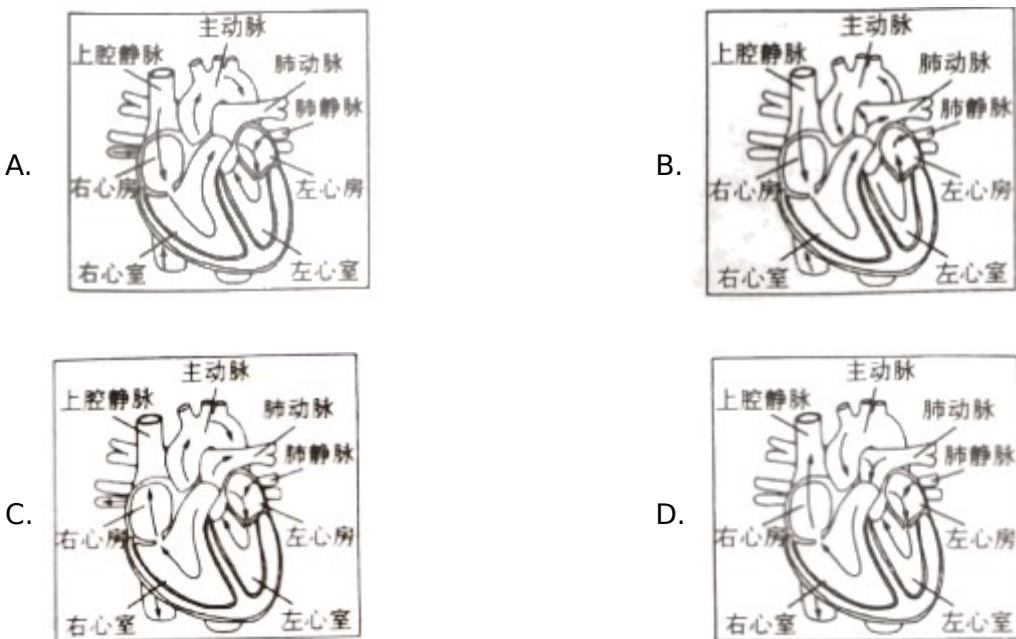 主动脉
上腔静脉
肺动脉
肺静脉
A.
右心房
左心房
右心室
左心室
主动脉
上腔静脉
肺动脉
肺静脉
B.
右心房
左心房
右心室
左心室
主动脉
上腔静脉
肺动脉
肺静脉
C.
右心房
左心房
右心室
左心室
主动脉
上腔静脉
肺动脉
肺静脉
D.
右心房
左心房
右心室
左心室